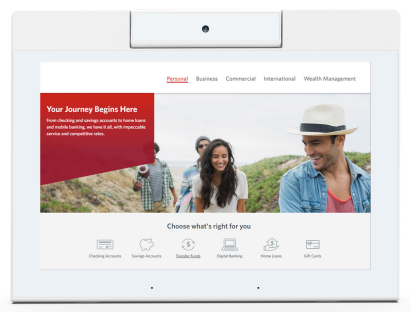 Personal Business Commercial International Wealth Management
Your Journey Begins Here
From checking and savings accounts to home loans
and mobile banking, we have it all, with impeccable
service and competitive rates.
Choose what's right for you
Checking Accounts Savings Accounts Transfer Funds Digital Banking Home Loans Gift Cards